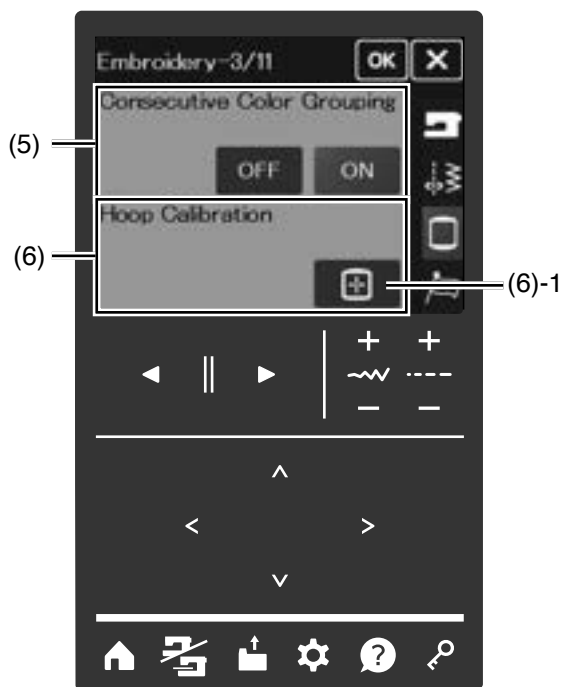 Embroidery-3/11 OK X
Consecutive Color Grouping
(5)
OFF ON
Hoop Calibration
(6)
(6)-1
+ +
− −
?